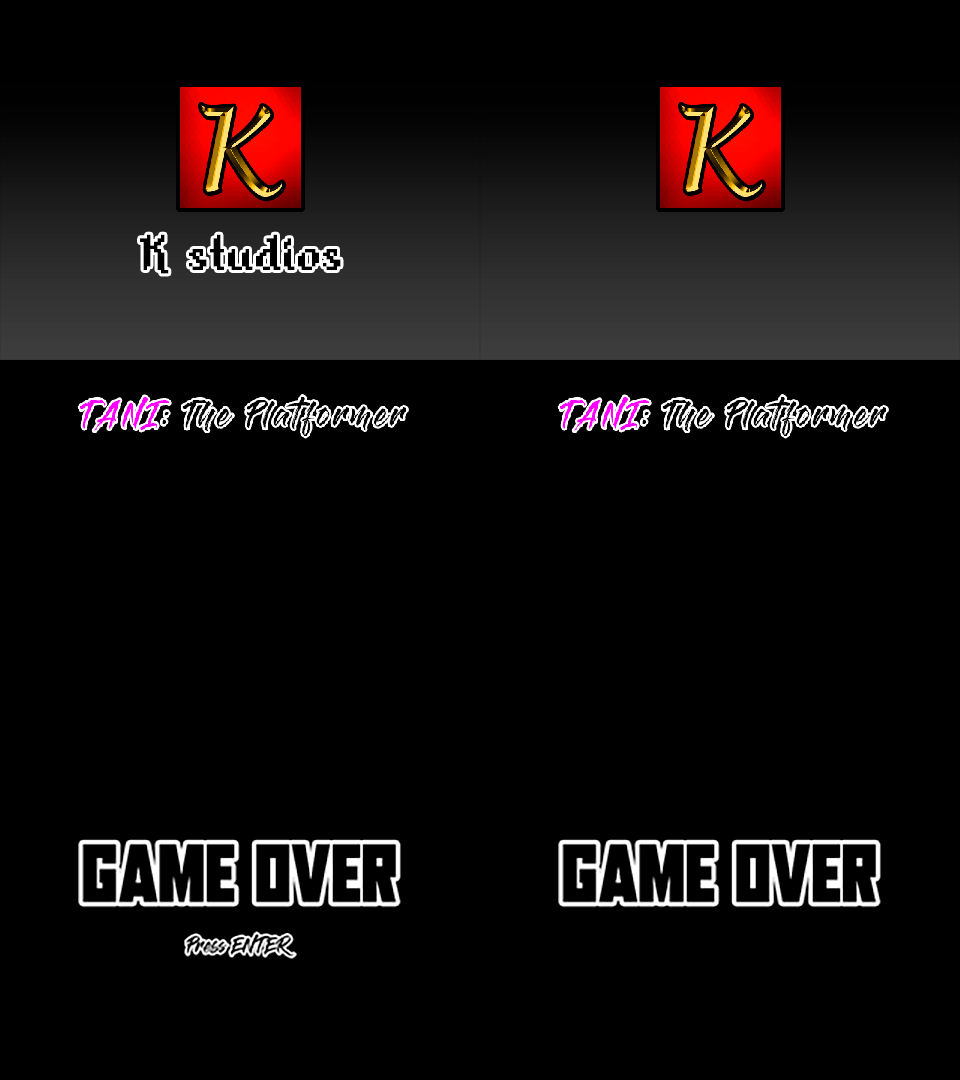 K
K
K studios
TANI: The Platformer
TANI: The Platformer
GAME OVER
GAME OVER
Press ENTER